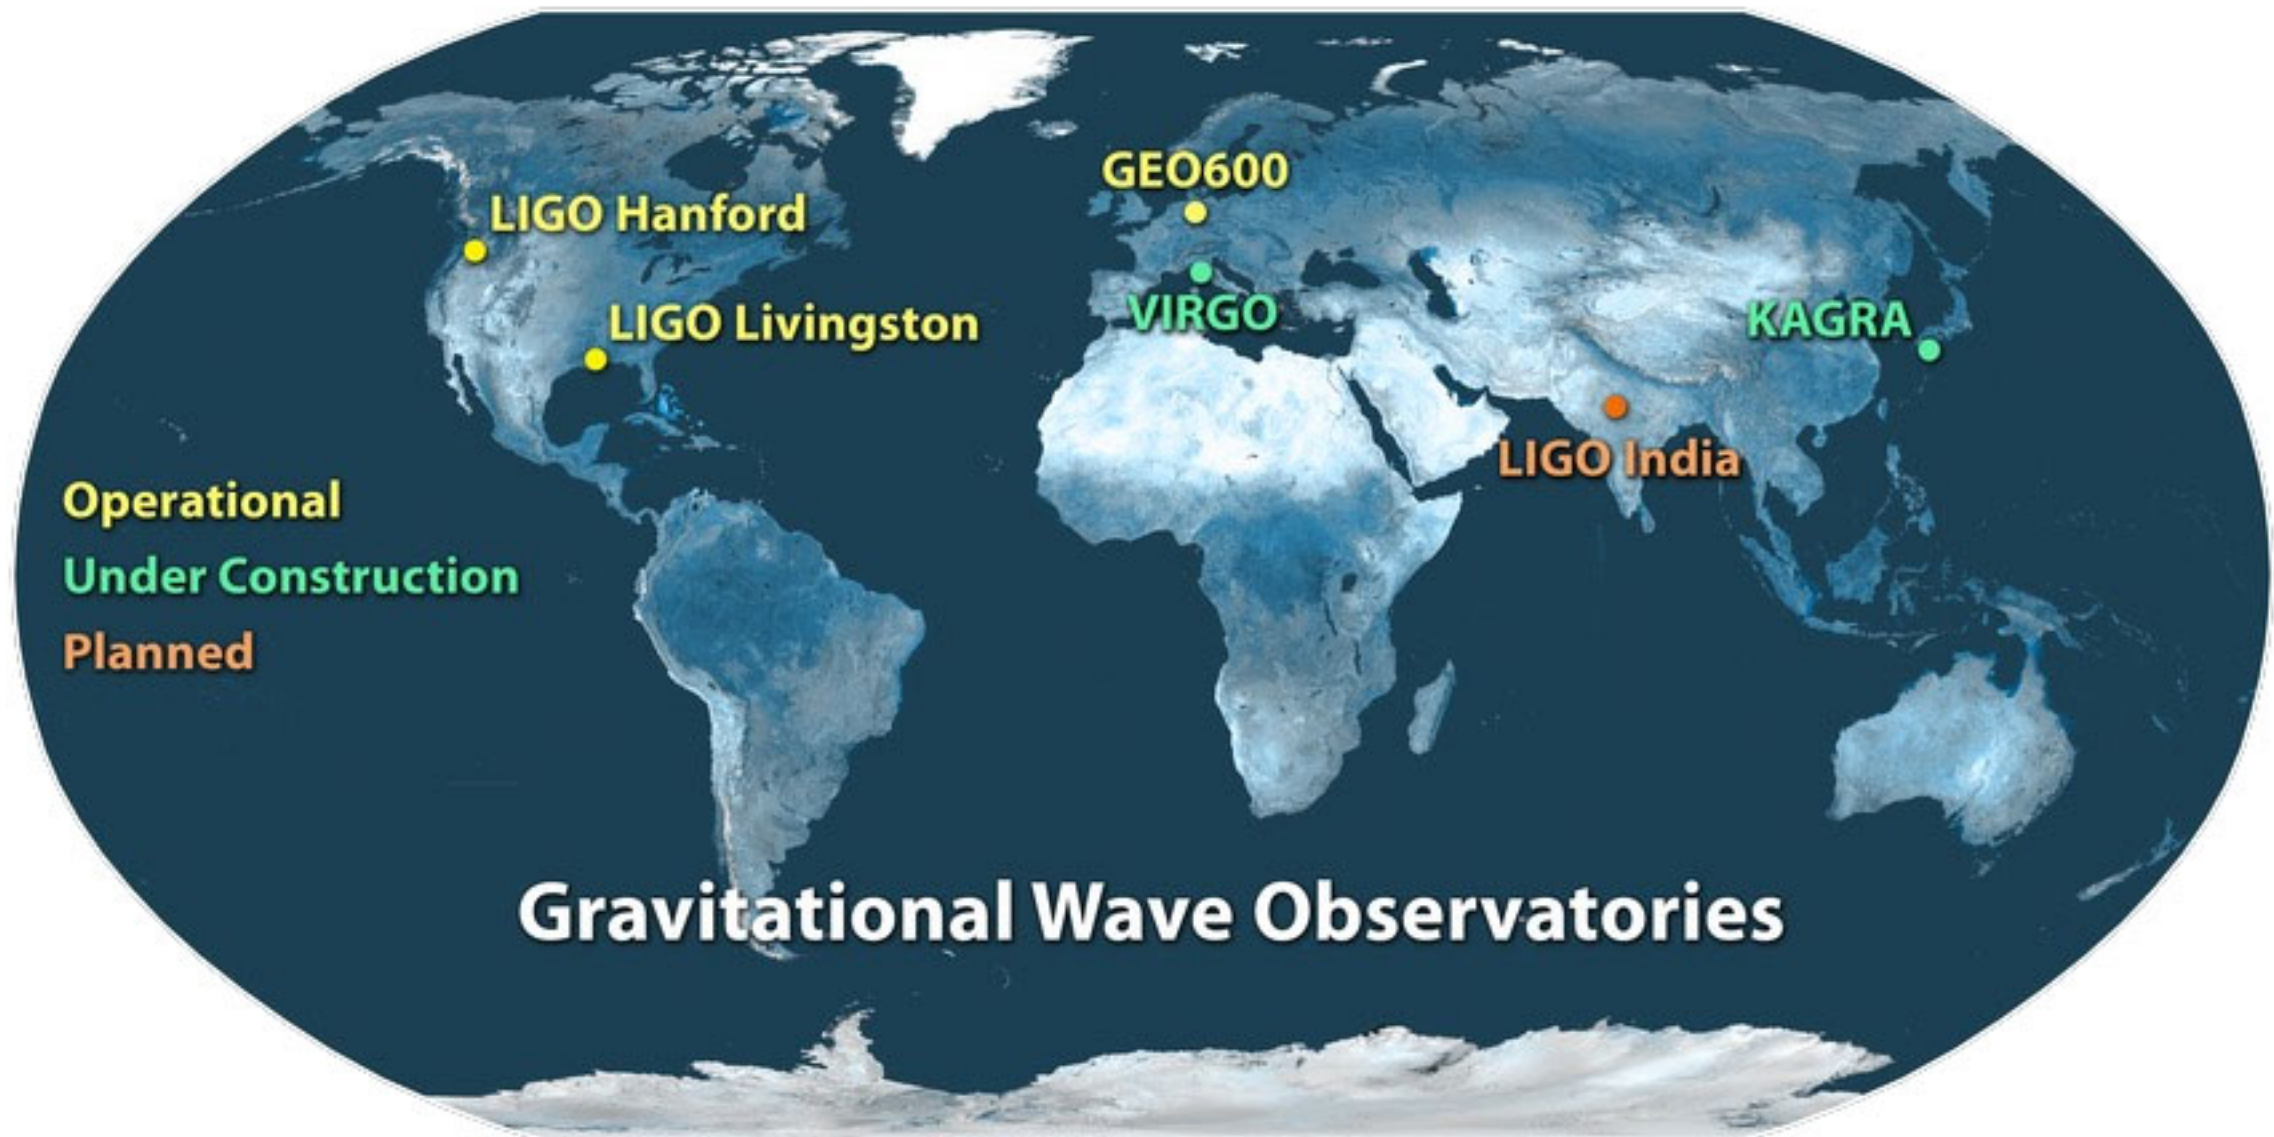 GEO600
LIGO Hanford
LIGO Livingston
VIRGO
KAGRA
LIGO India
Operational
Under Construction
Planned
Gravitational Wave Observatories